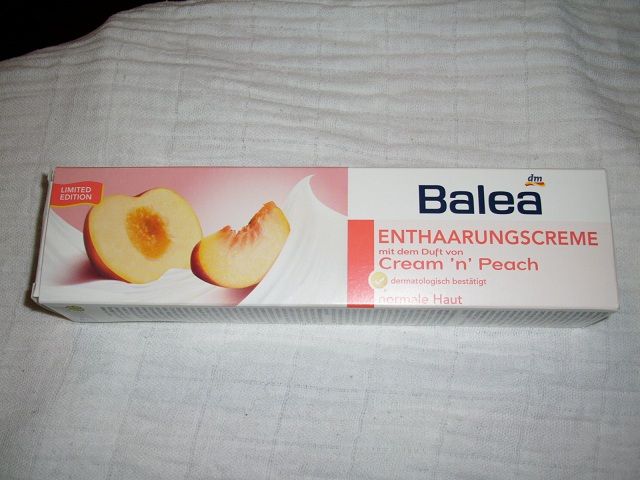 LIMITED
EDITION
dm
Balea
ENTHAARUNGSCREME
mit dem Duft von
Cream 'n' Peach
dermatologisch bestätigt
normale Haut